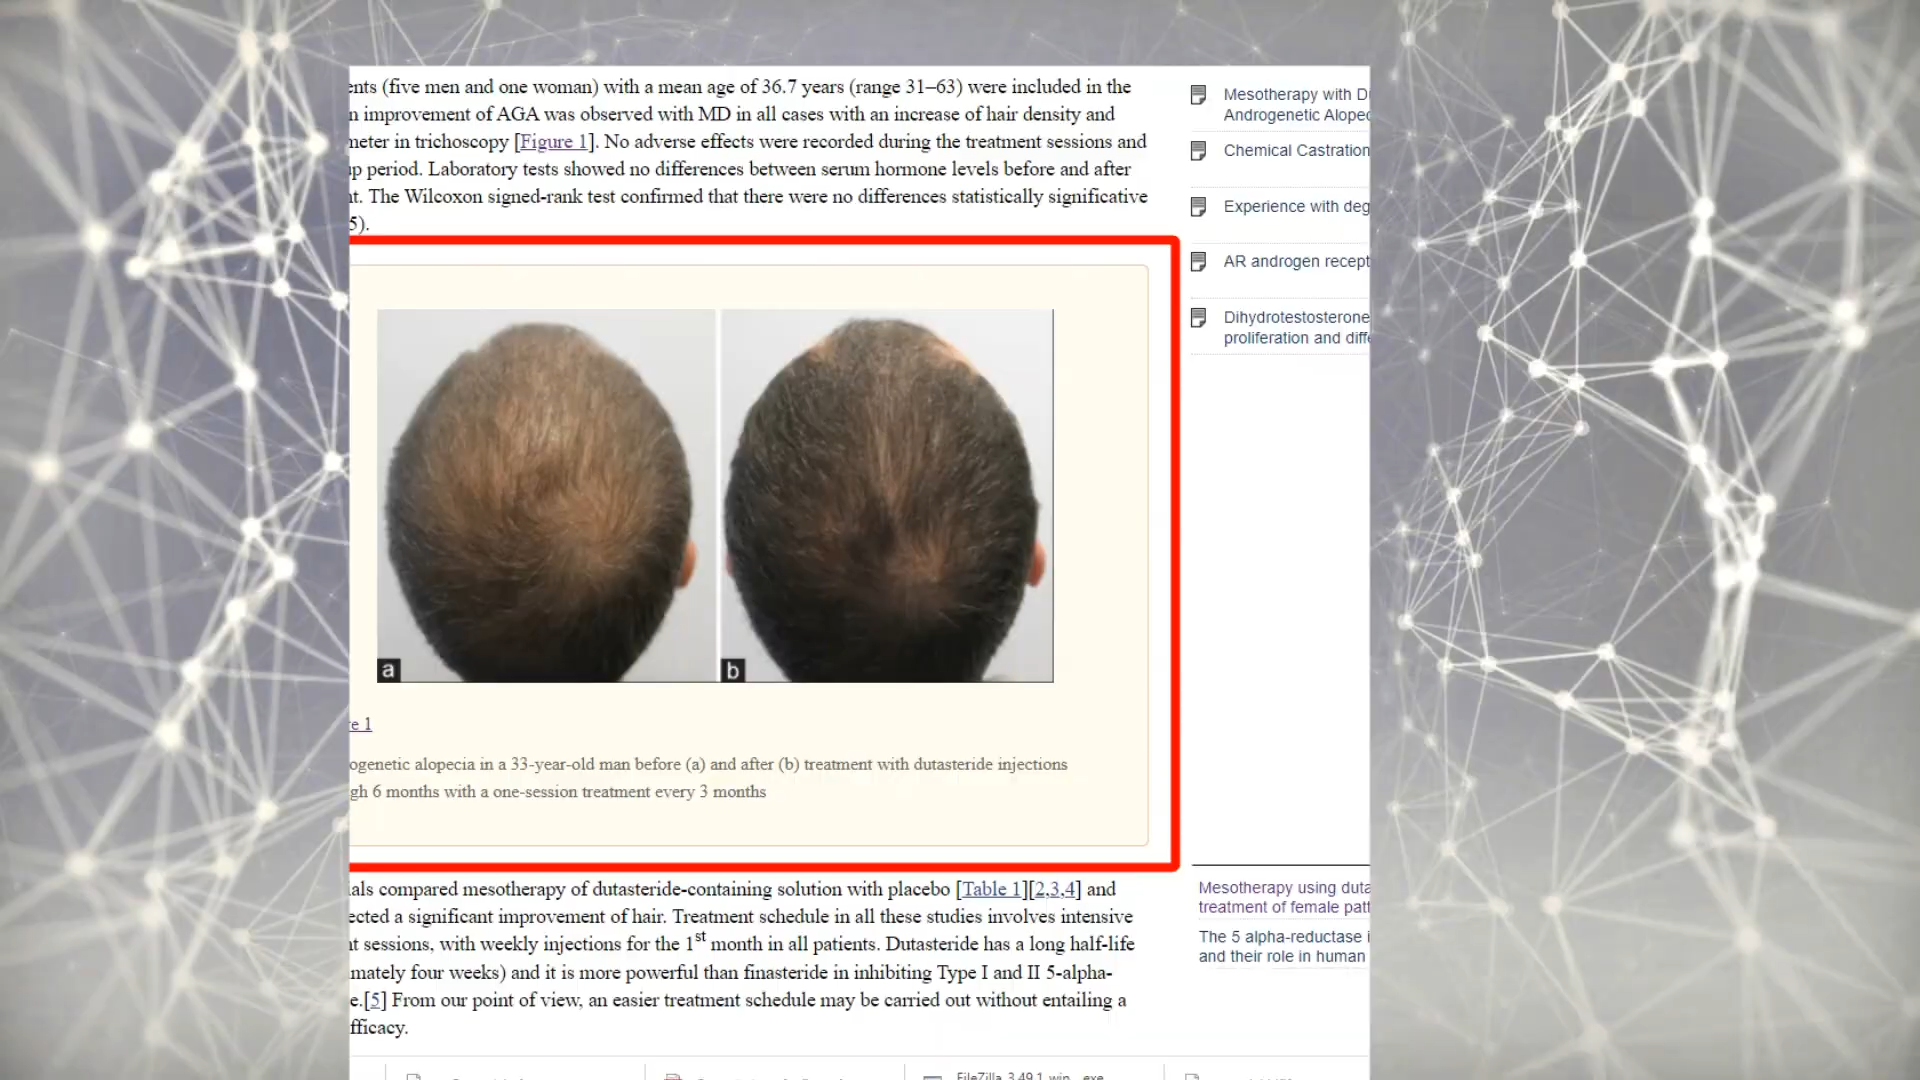 ents (five men and one woman) with a mean age of 36.7 years (range 31–63) were included in the
n improvement of AGA was observed with MD in all cases with an increase of hair density and
meter in trichoscopy [Figure 1]. No adverse effects were recorded during the treatment sessions and
up period. Laboratory tests showed no differences between serum hormone levels before and after
nt. The Wilcoxon signed-rank test confirmed that there were no differences statistically significative
5).
a
b
re 1
ogenetic alopecia in a 33-year-old man before (a) and after (b) treatment with dutasteride injections
gh 6 months with a one-session treatment every 3 months
ials compared mesotherapy of dutasteride-containing solution with placebo [Table 1][2,3,4] and
ected a significant improvement of hair. Treatment schedule in all these studies involves intensive
nt sessions, with weekly injections for the 1st month in all patients. Dutasteride has a long half-life
mately four weeks) and it is more powerful than finasteride in inhibiting Type I and II 5-alpha-
e.[5] From our point of view, an easier treatment schedule may be carried out without entailing a
fficacy.
Mesotherapy with D
Androgenetic Alopec
Chemical Castration
Experience with deg
AR androgen recept
Dihydrotestosterone
proliferation and diffe
Mesotherapy using duta
treatment of female patt
The 5 alpha-reductase i
and their role in human
FileZilla_3.49.1_win....exe